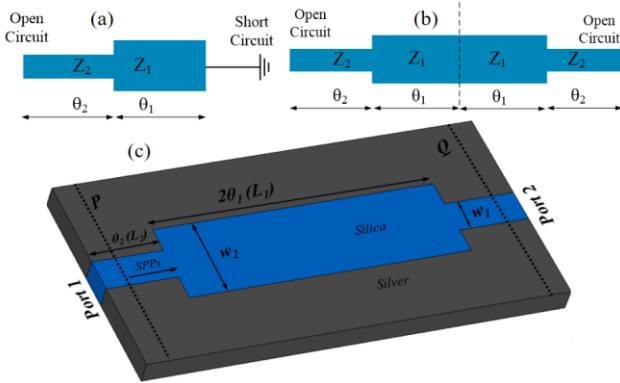 (a)
Open
Circuit
Short
Circuit
Z2
Z1
θ2
θ1
(b)
Open
Circuit
Open
Circuit
Z2
Z1
Z1
Z2
θ2
θ1
θ1
θ2
(c)
P
Q
2θ1 (L1)
θ2 (L2)
w1
w2
SPPs
Silica
Silver
Port 1
Port 2